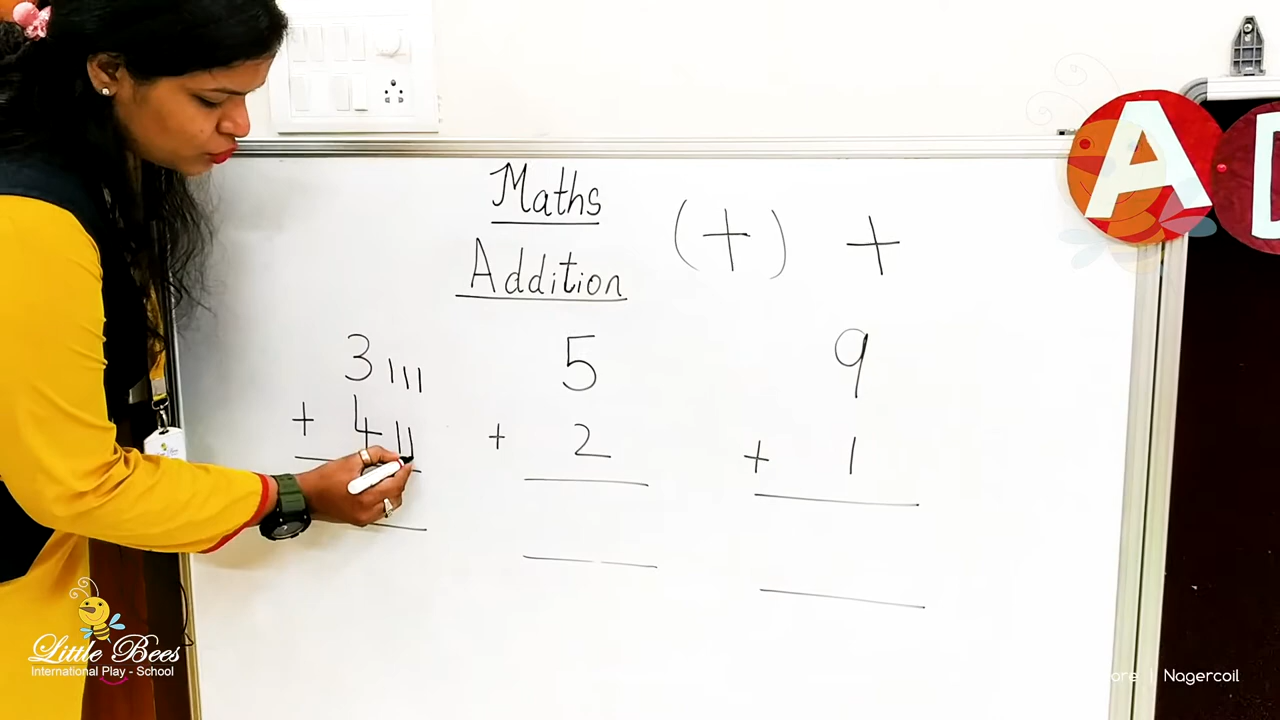 Maths
Addition (+) +
3 ||| 5 9
+ 4 || + 2 + 1
A
Little Bees
International Play - School
Nagercoil